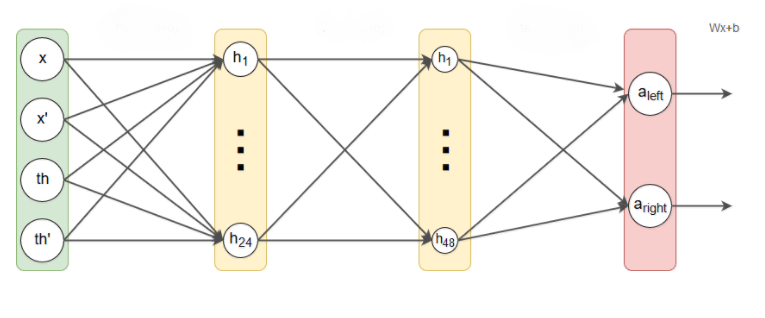 Wx+b
x
x'
th
th'
h1
h24
h1
h48
aleft
aright